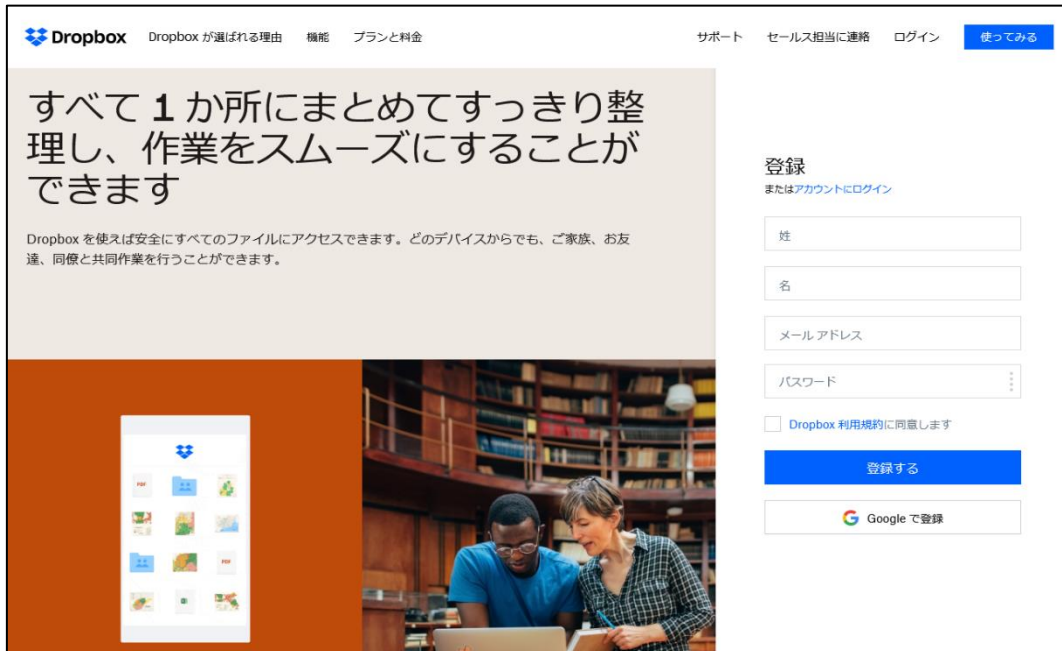 Dropbox Dropbox が選ばれる理由 機能 プランと料金 サポート セールス担当に連絡 ログイン 使ってみる
すべて 1 か所にまとめてすっきり整
理し、作業をスムーズにすることが
できます
Dropbox を使えば安全にすべてのファイルにアクセスできます。どのデバイスからでも、ご家族、お友
達、同僚と共同作業を行うことができます。
登録
またはアカウントにログイン
姓
名
メール アドレス
パスワード
Dropbox 利用規約に同意します
登録する
Google で登録
PDF
PDF